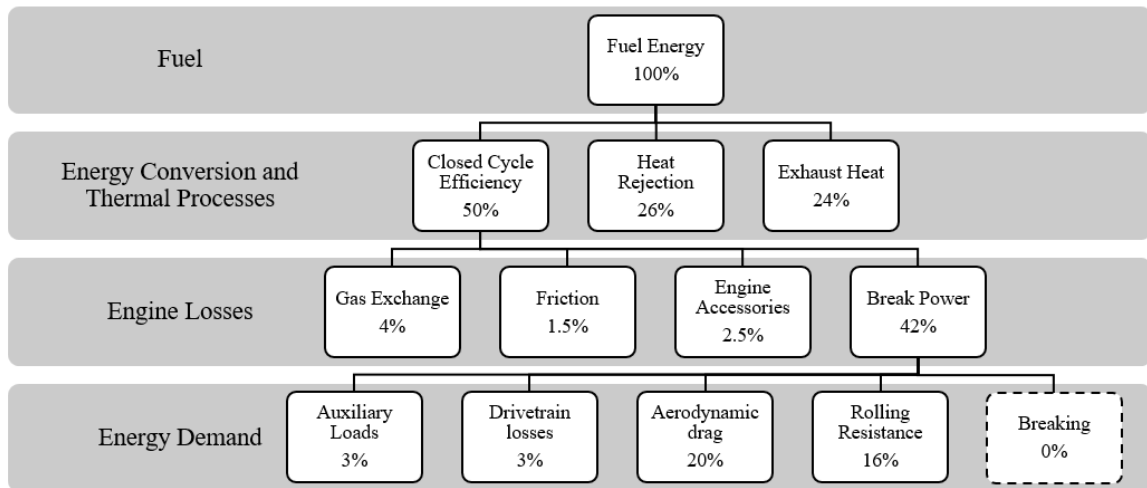 Fuel
Fuel Energy
100%
Energy Conversion and
Thermal Processes
Closed Cycle
Efficiency
50%
Heat
Rejection
26%
Exhaust Heat
24%
Engine Losses
Gas Exchange
4%
Friction
1.5%
Engine
Accessories
2.5%
Break Power
42%
Energy Demand
Auxiliary
Loads
3%
Drivetrain
losses
3%
Aerodynamic
drag
20%
Rolling
Resistance
16%
Breaking
0%